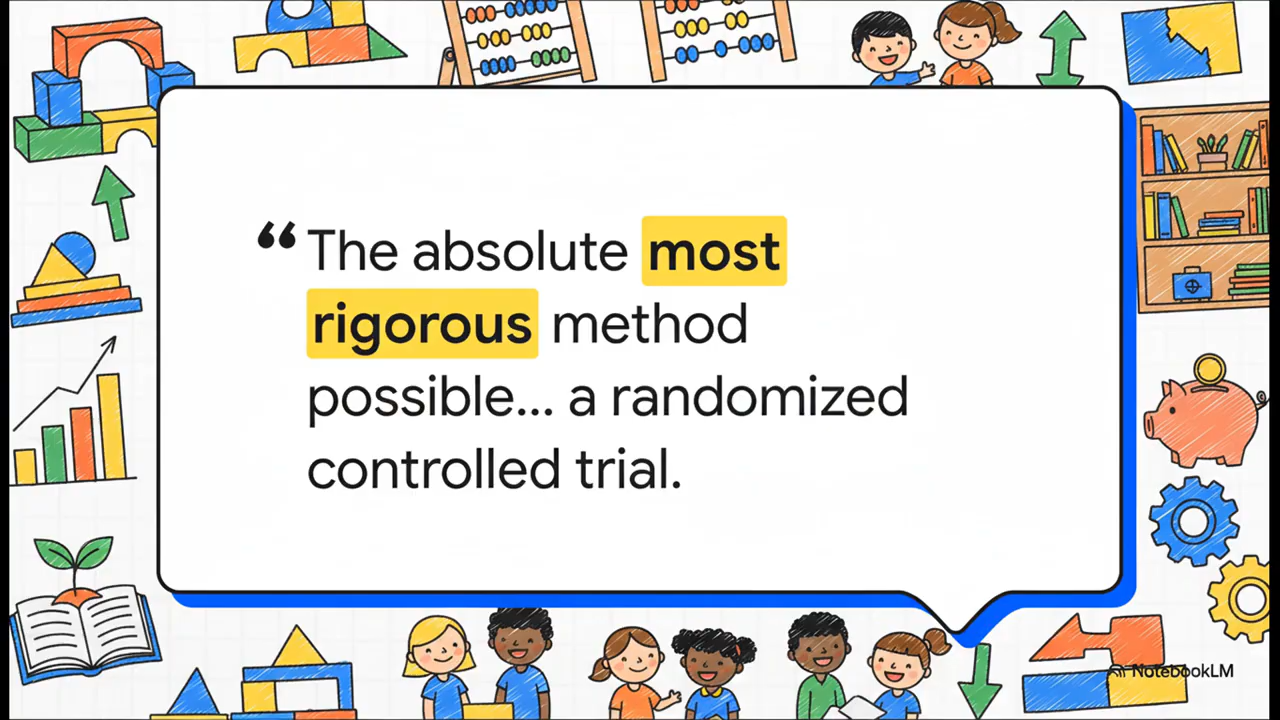 “The absolute most
rigorous method
possible... a randomized
controlled trial.
NotebookLM